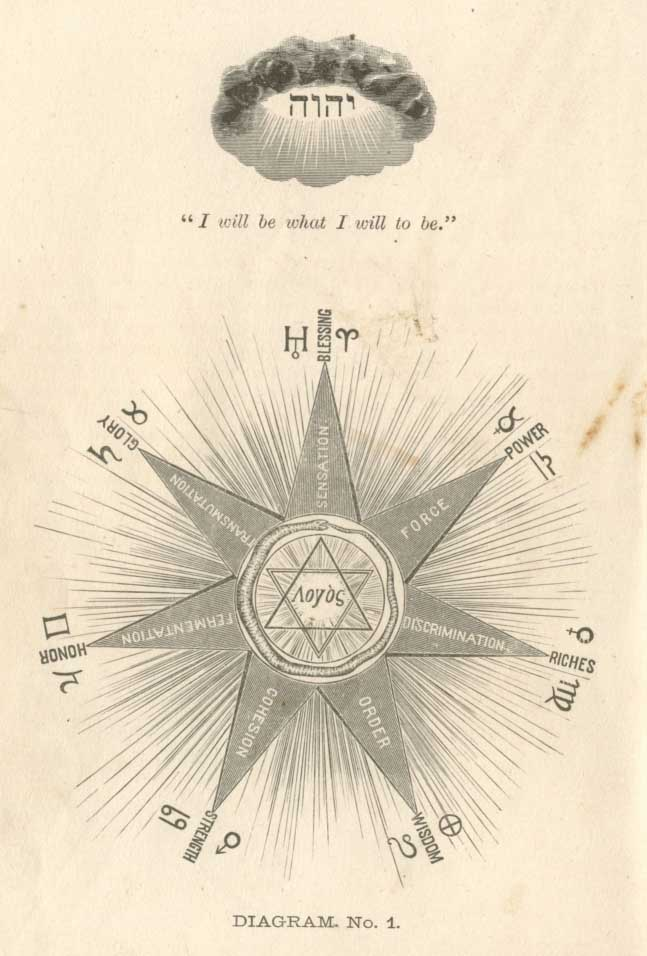 יהוה
“I will be what I will to be.”
BLESSING
SENSATION
POWER
FORCE
RICHES
DISCRIMINATION
WISDOM
ORDER
STRENGTH
COHESION
HONOR
FERMENTATION
GLORY
TRANSMUTATION
Λογος
DIAGRAM. No. 1.